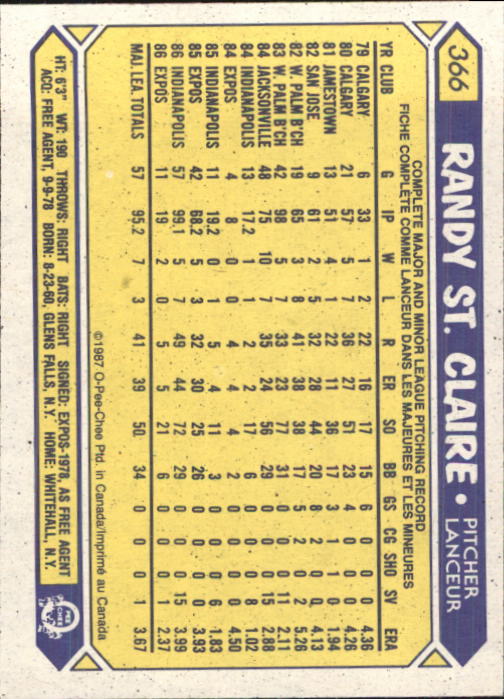 366 RANDY ST. CLAIRE • PITCHER
LANCEUR
COMPLETE MAJOR AND MINOR LEAGUE PITCHING RECORD
FICHE COMPLÈTE COMME LANCEUR DANS LES MAJEURES ET LES MINEURES
YR CLUB G IP W L R ER SO BB GS CG SHO SV ERA
79 CALGARY 6 33 1 2 22 16 17 15 6 0 0 0 4.36
80 CALGARY 21 57 5 7 36 27 51 23 4 0 0 0 4.26
81 JAMESTOWN 13 51 4 1 22 11 36 17 3 1 1 0 1.94
82 SAN JOSE 9 61 2 5 32 28 44 20 8 2 0 0 4.13
82 W. PALM B'CH 19 65 3 8 41 38 38 17 5 2 0 2 5.26
83 W. PALM B'CH 42 98 5 5 33 23 77 31 0 0 0 11 2.11
84 JACKSONVILLE 48 75 10 7 35 24 56 29 0 0 0 15 2.88
84 INDIANAPOLIS 13 17.2 1 1 2 2 17 6 0 0 0 8 1.02
84 EXPOS 4 8 0 0 4 4 4 2 0 0 0 0 4.50
85 INDIANAPOLIS 11 19.2 0 1 5 4 11 3 0 0 0 6 1.83
85 EXPOS 42 68.2 5 3 32 30 25 26 0 0 0 0 3.93
86 INDIANAPOLIS 57 99.1 5 7 49 44 72 29 0 0 0 15 3.99
86 EXPOS 11 19 2 0 5 5 21 6 0 0 0 1 2.37
MAJ. LEA. TOTALS 57 95.2 7 3 41 39 50 34 0 0 0 1 3.67
©1987 O-Pee-Chee Ptd. in Canada/Imprimé au Canada
HT: 6'3" WT: 190 THROWS: RIGHT BATS: RIGHT SIGNED: EXPOS-1978, AS FREE AGENT
ACQ: FREE AGENT, 9-9-78 BORN: 8-23-60, GLENS FALLS, N.Y. HOME: WHITEHALL, N.Y.
O PEE CHEE